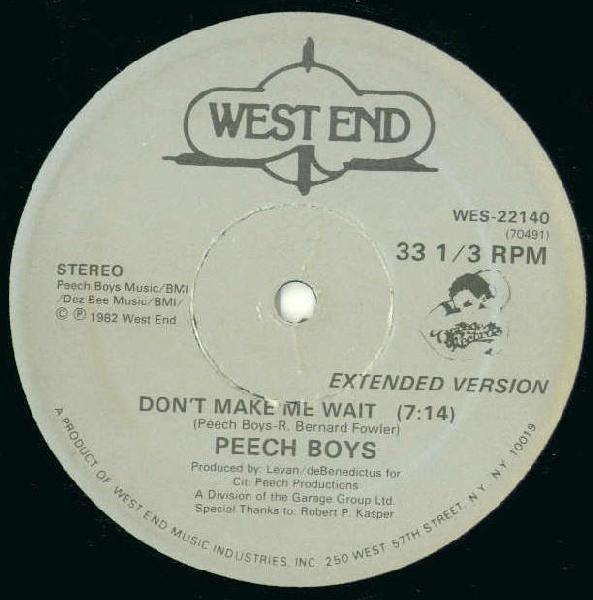 WEST END
WES-22140
(70491)
33 1/3 RPM
STEREO
Peech Boys Music/BMI
/Doz Bee Music/BMI/
© ℗ 1982 West End
Records
EXTENDED VERSION
DON'T MAKE ME WAIT (7:14)
(Peech Boys-R. Bernard Fowler)
PEECH BOYS
Produced by: Levan/deBenedictus for
Cit. Peech Productions
A Division of the Garage Group Ltd.
Special Thanks to: Robert P. Kasper
A PRODUCT OF WEST END MUSIC INDUSTRIES, INC. 250 WEST 57TH STREET, N.Y., N.Y. 10019